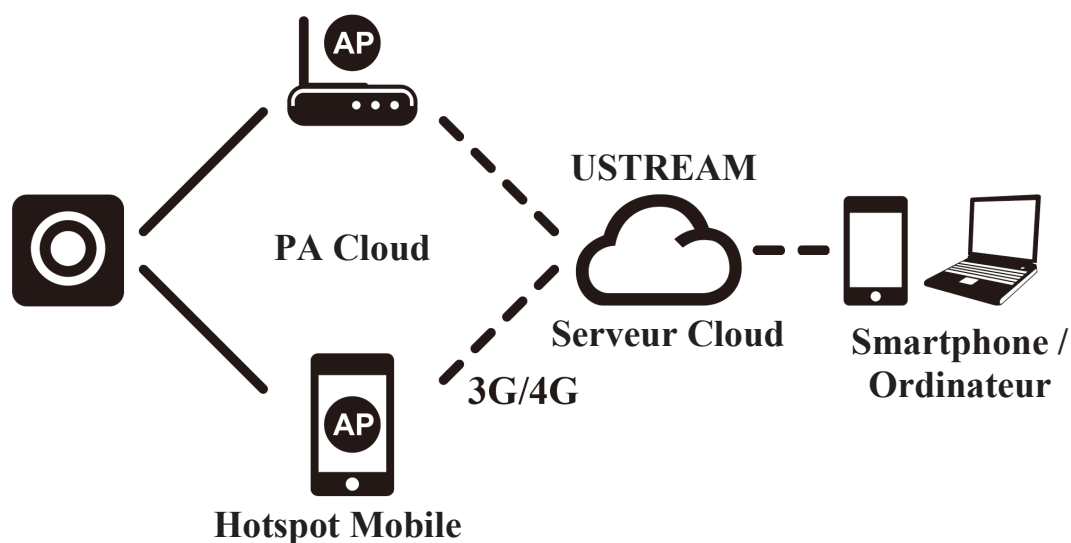 AP
USTREAM
PA Cloud
Serveur Cloud
Smartphone /
Ordinateur
3G/4G
AP
Hotspot Mobile